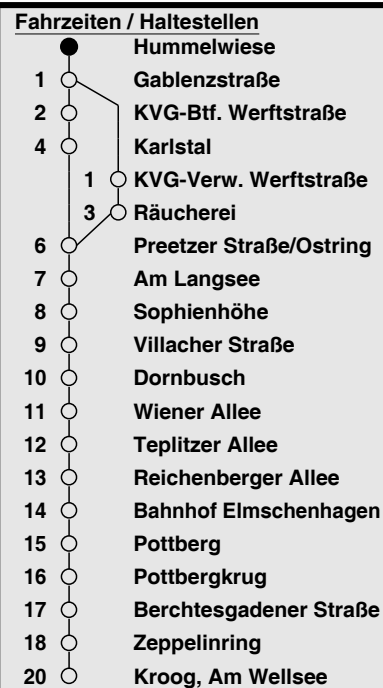 Fahrzeiten / Haltestellen
Hummelwiese
1 Gablenzstraße
2 KVG-Btf. Werftstraße
4 Karlstal
1 KVG-Verw. Werftstraße
3 Räucherei
6 Preetzer Straße/Ostring
7 Am Langsee
8 Sophienhöhe
9 Villacher Straße
10 Dornbusch
11 Wiener Allee
12 Teplitzer Allee
13 Reichenberger Allee
14 Bahnhof Elmschenhagen
15 Pottberg
16 Pottbergkrug
17 Berchtesgadener Straße
18 Zeppelinring
20 Kroog, Am Wellsee